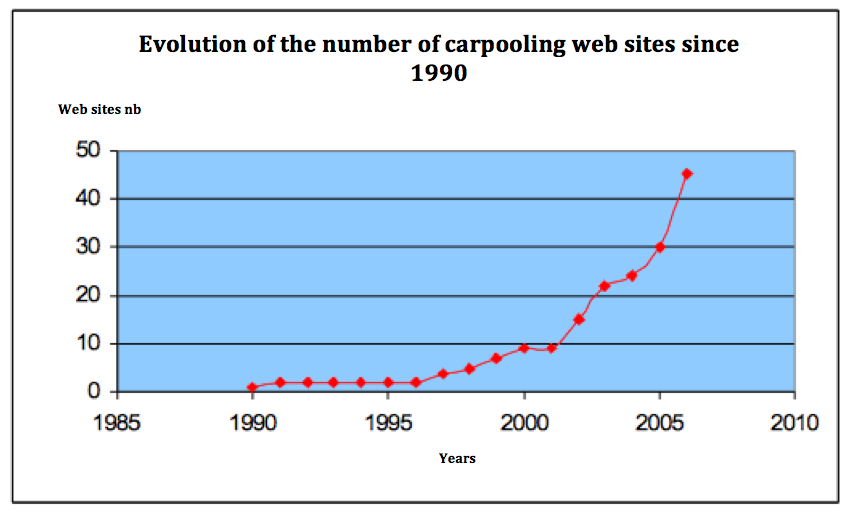 Evolution of the number of carpooling web sites since
1990
Web sites nb
50
40
30
20
10
0
1985 1990 1995 2000 2005 2010
Years